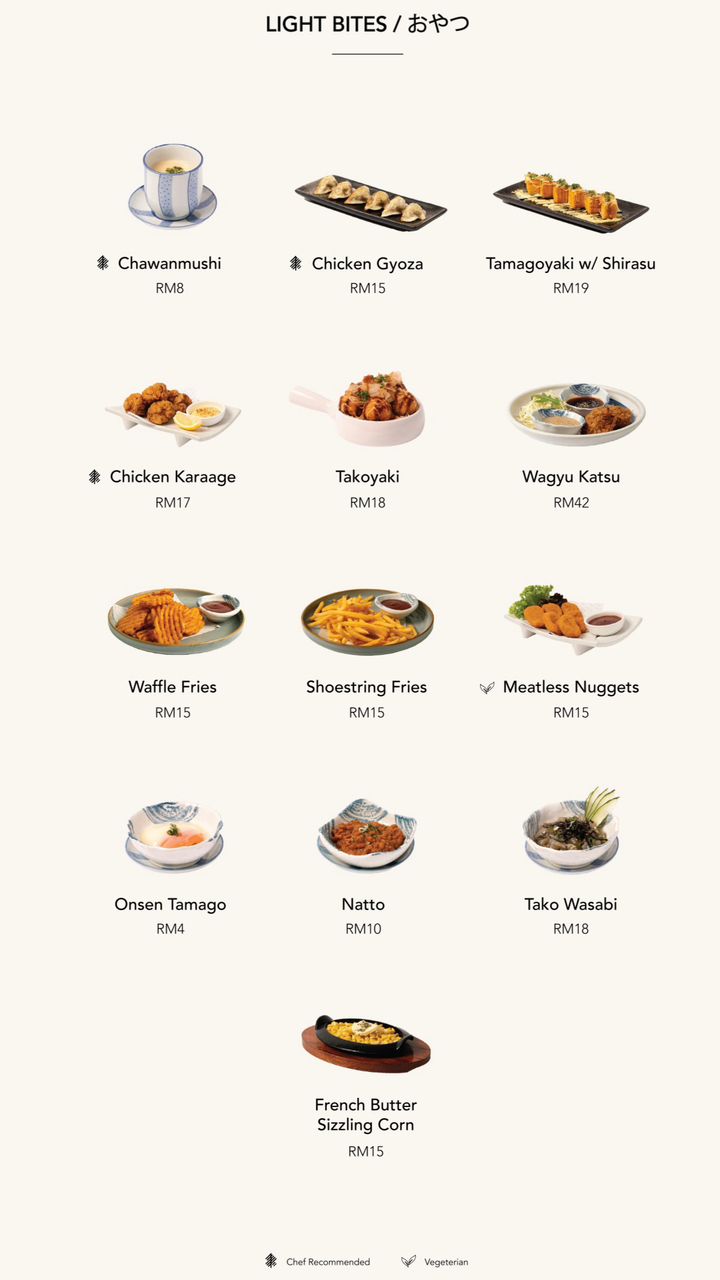 LIGHT BITES / おやつ
Chawanmushi
RM8
Chicken Gyoza
RM15
Tamagoyaki w/ Shirasu
RM19
Chicken Karaage
RM17
Takoyaki
RM18
Wagyu Katsu
RM42
Waffle Fries
RM15
Shoestring Fries
RM15
Meatless Nuggets
RM15
Onsen Tamago
RM4
Natto
RM10
Tako Wasabi
RM18
French Butter
Sizzling Corn
RM15
Chef Recommended
Vegeterian